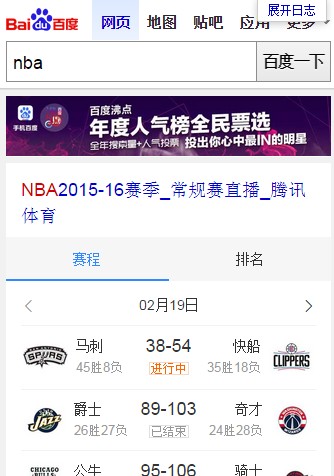 展开日志
Bai du 百度 网页 地图 贴吧 应用 更多
nba 百度一下
手机百度 百度沸点
年度人气榜全民票选
全年搜索量+人气投票 投出你心中最IN的明星
NBA2015-16赛季_常规赛直播_腾讯
体育
赛程 排名
02月19日
SPURS 马刺 38-54 快船 CLIPPERS
45胜8负 进行中 35胜18负
JAZZ 爵士 89-103 奇才
26胜27负 已结束 24胜28负
CHICAGO 公牛 95-106 骑士
BULLS